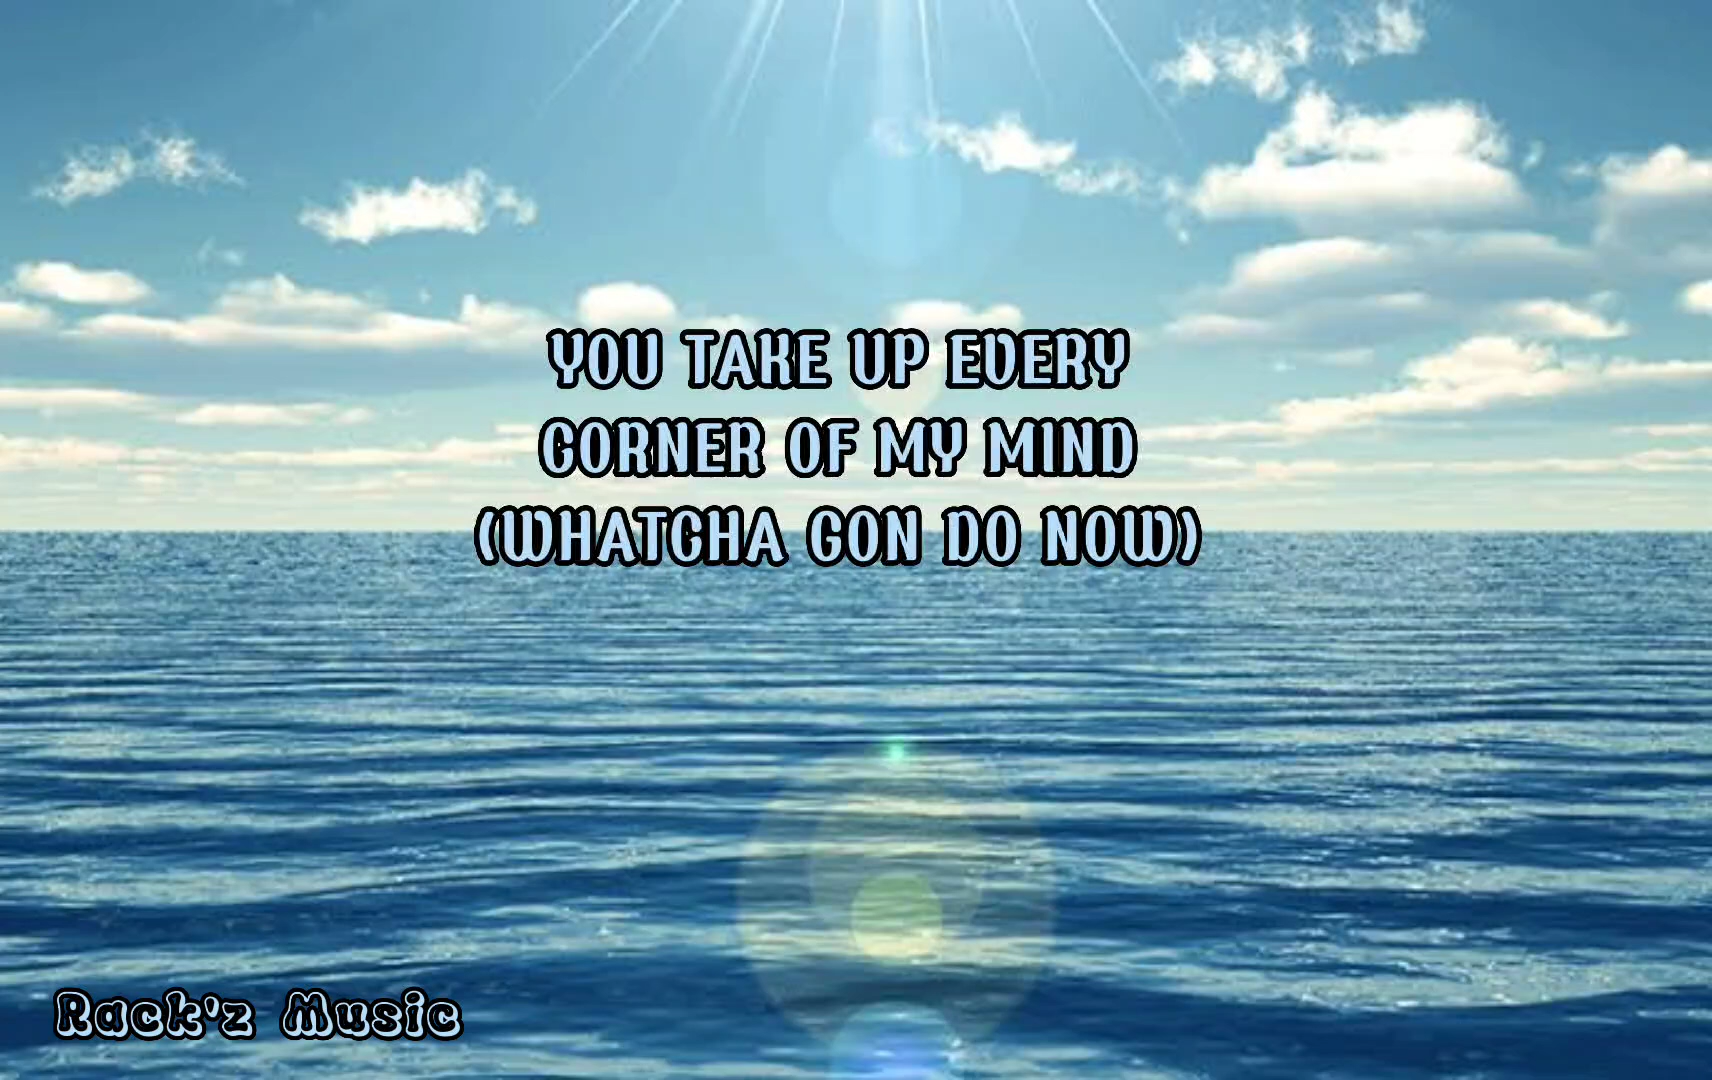 YOU TAKE UP EVERY
CORNER OF MY MIND
(WHATCHA GON DO NOW)
Rack'z Music